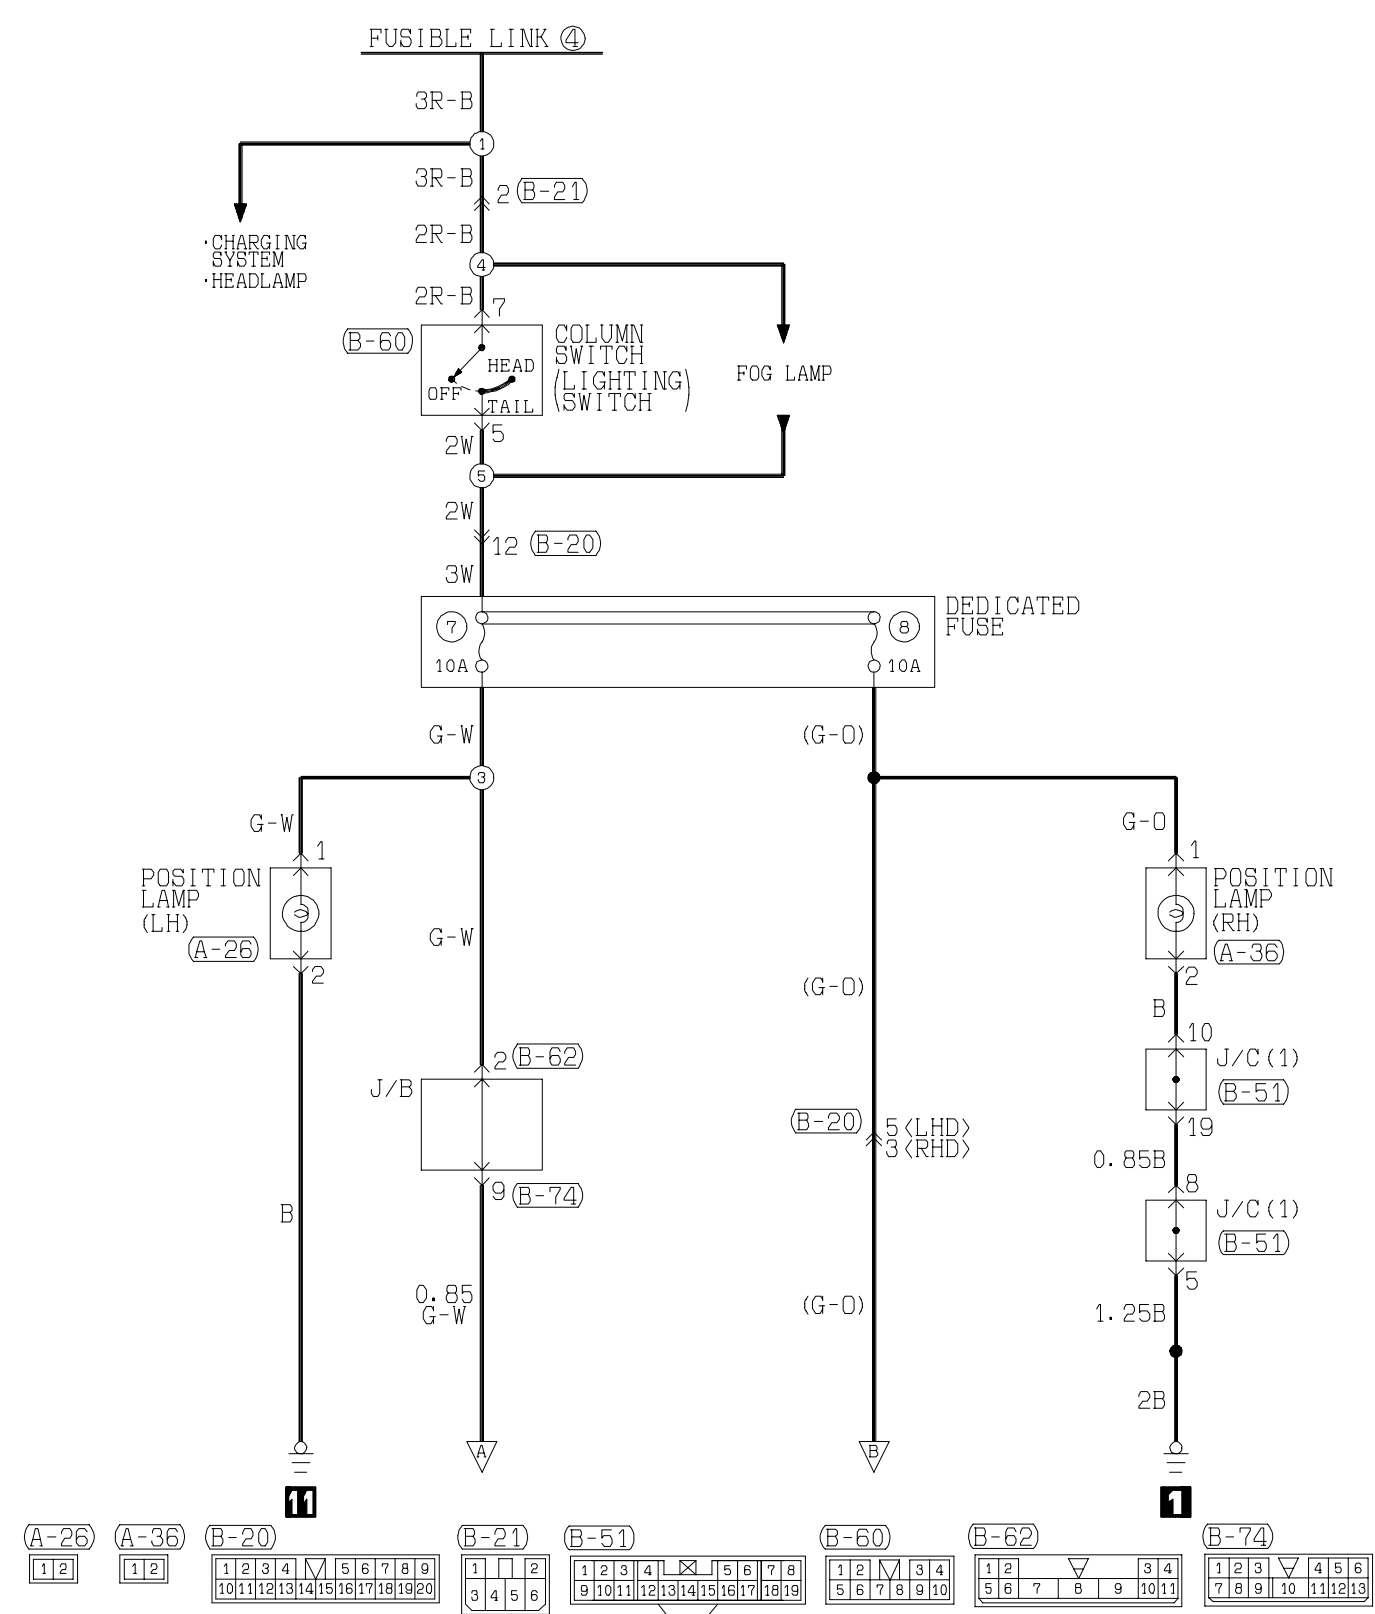 FUSIBLE LINK ④
3R-B
1
3R-B
2 (B-21)
·CHARGING
SYSTEM
·HEADLAMP
2R-B
4
2R-B
7
(B-60)
COLUMN
SWITCH
(LIGHTING)
(SWITCH)
HEAD
OFF
TAIL
FOG LAMP
5
2W
5
2W
12 (B-20)
3W
DEDICATED
FUSE
7
8
10A
10A
G-W
(G-O)
3
G-W
G-O
1
1
POSITION
LAMP
(LH)
(A-26)
POSITION
LAMP
(RH)
(A-36)
G-W
2
2
(G-O)
B
10
J/C(1)
(B-51)
2 (B-62)
J/B
(B-20)
5<LHD>
3<RHD>
19
0.85B
8
9 (B-74)
J/C(1)
(B-51)
B
5
0.85
G-W
(G-O)
1.25B
2B
A
B
11
1
(A-26) (A-36) (B-20) (B-21) (B-51) (B-60) (B-62) (B-74)
1 2
1 2
1 2 3 4 5 6 7 8 9
10 11 12 13 14 15 16 17 18 19 20
1 2
3 4 5 6
1 2 3 4 5 6 7 8
9 10 11 12 13 14 15 16 17 18 19
1 2 3 4
5 6 7 8 9 10
1 2 3 4
5 6 7 8 9 10 11
1 2 3 4 5 6
7 8 9 10 11 12 13